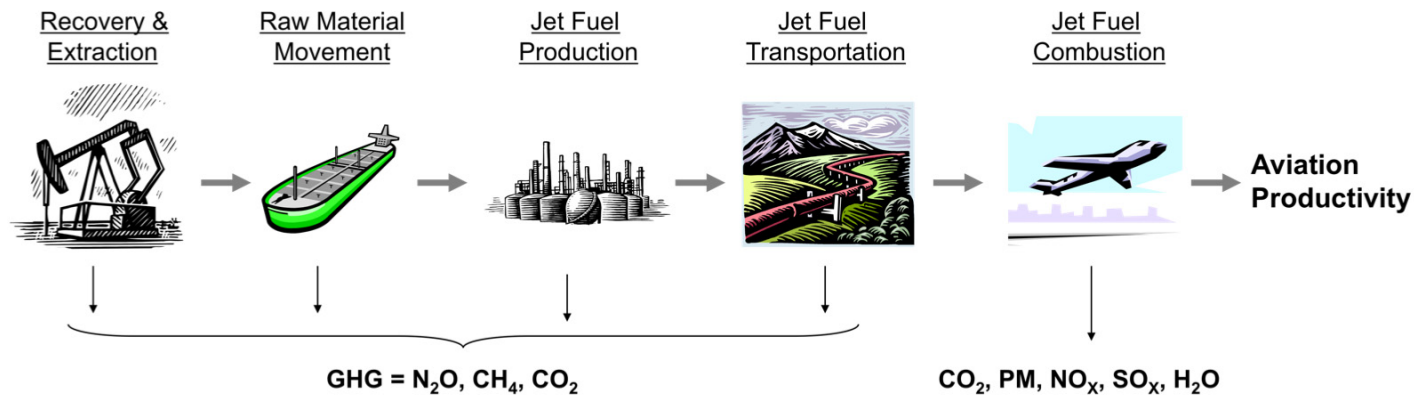 Recovery &
Extraction
Raw Material
Movement
Jet Fuel
Production
Jet Fuel
Transportation
Jet Fuel
Combustion
Aviation
Productivity
GHG = N₂O, CH₄, CO₂
CO₂, PM, NOₓ, SOₓ, H₂O